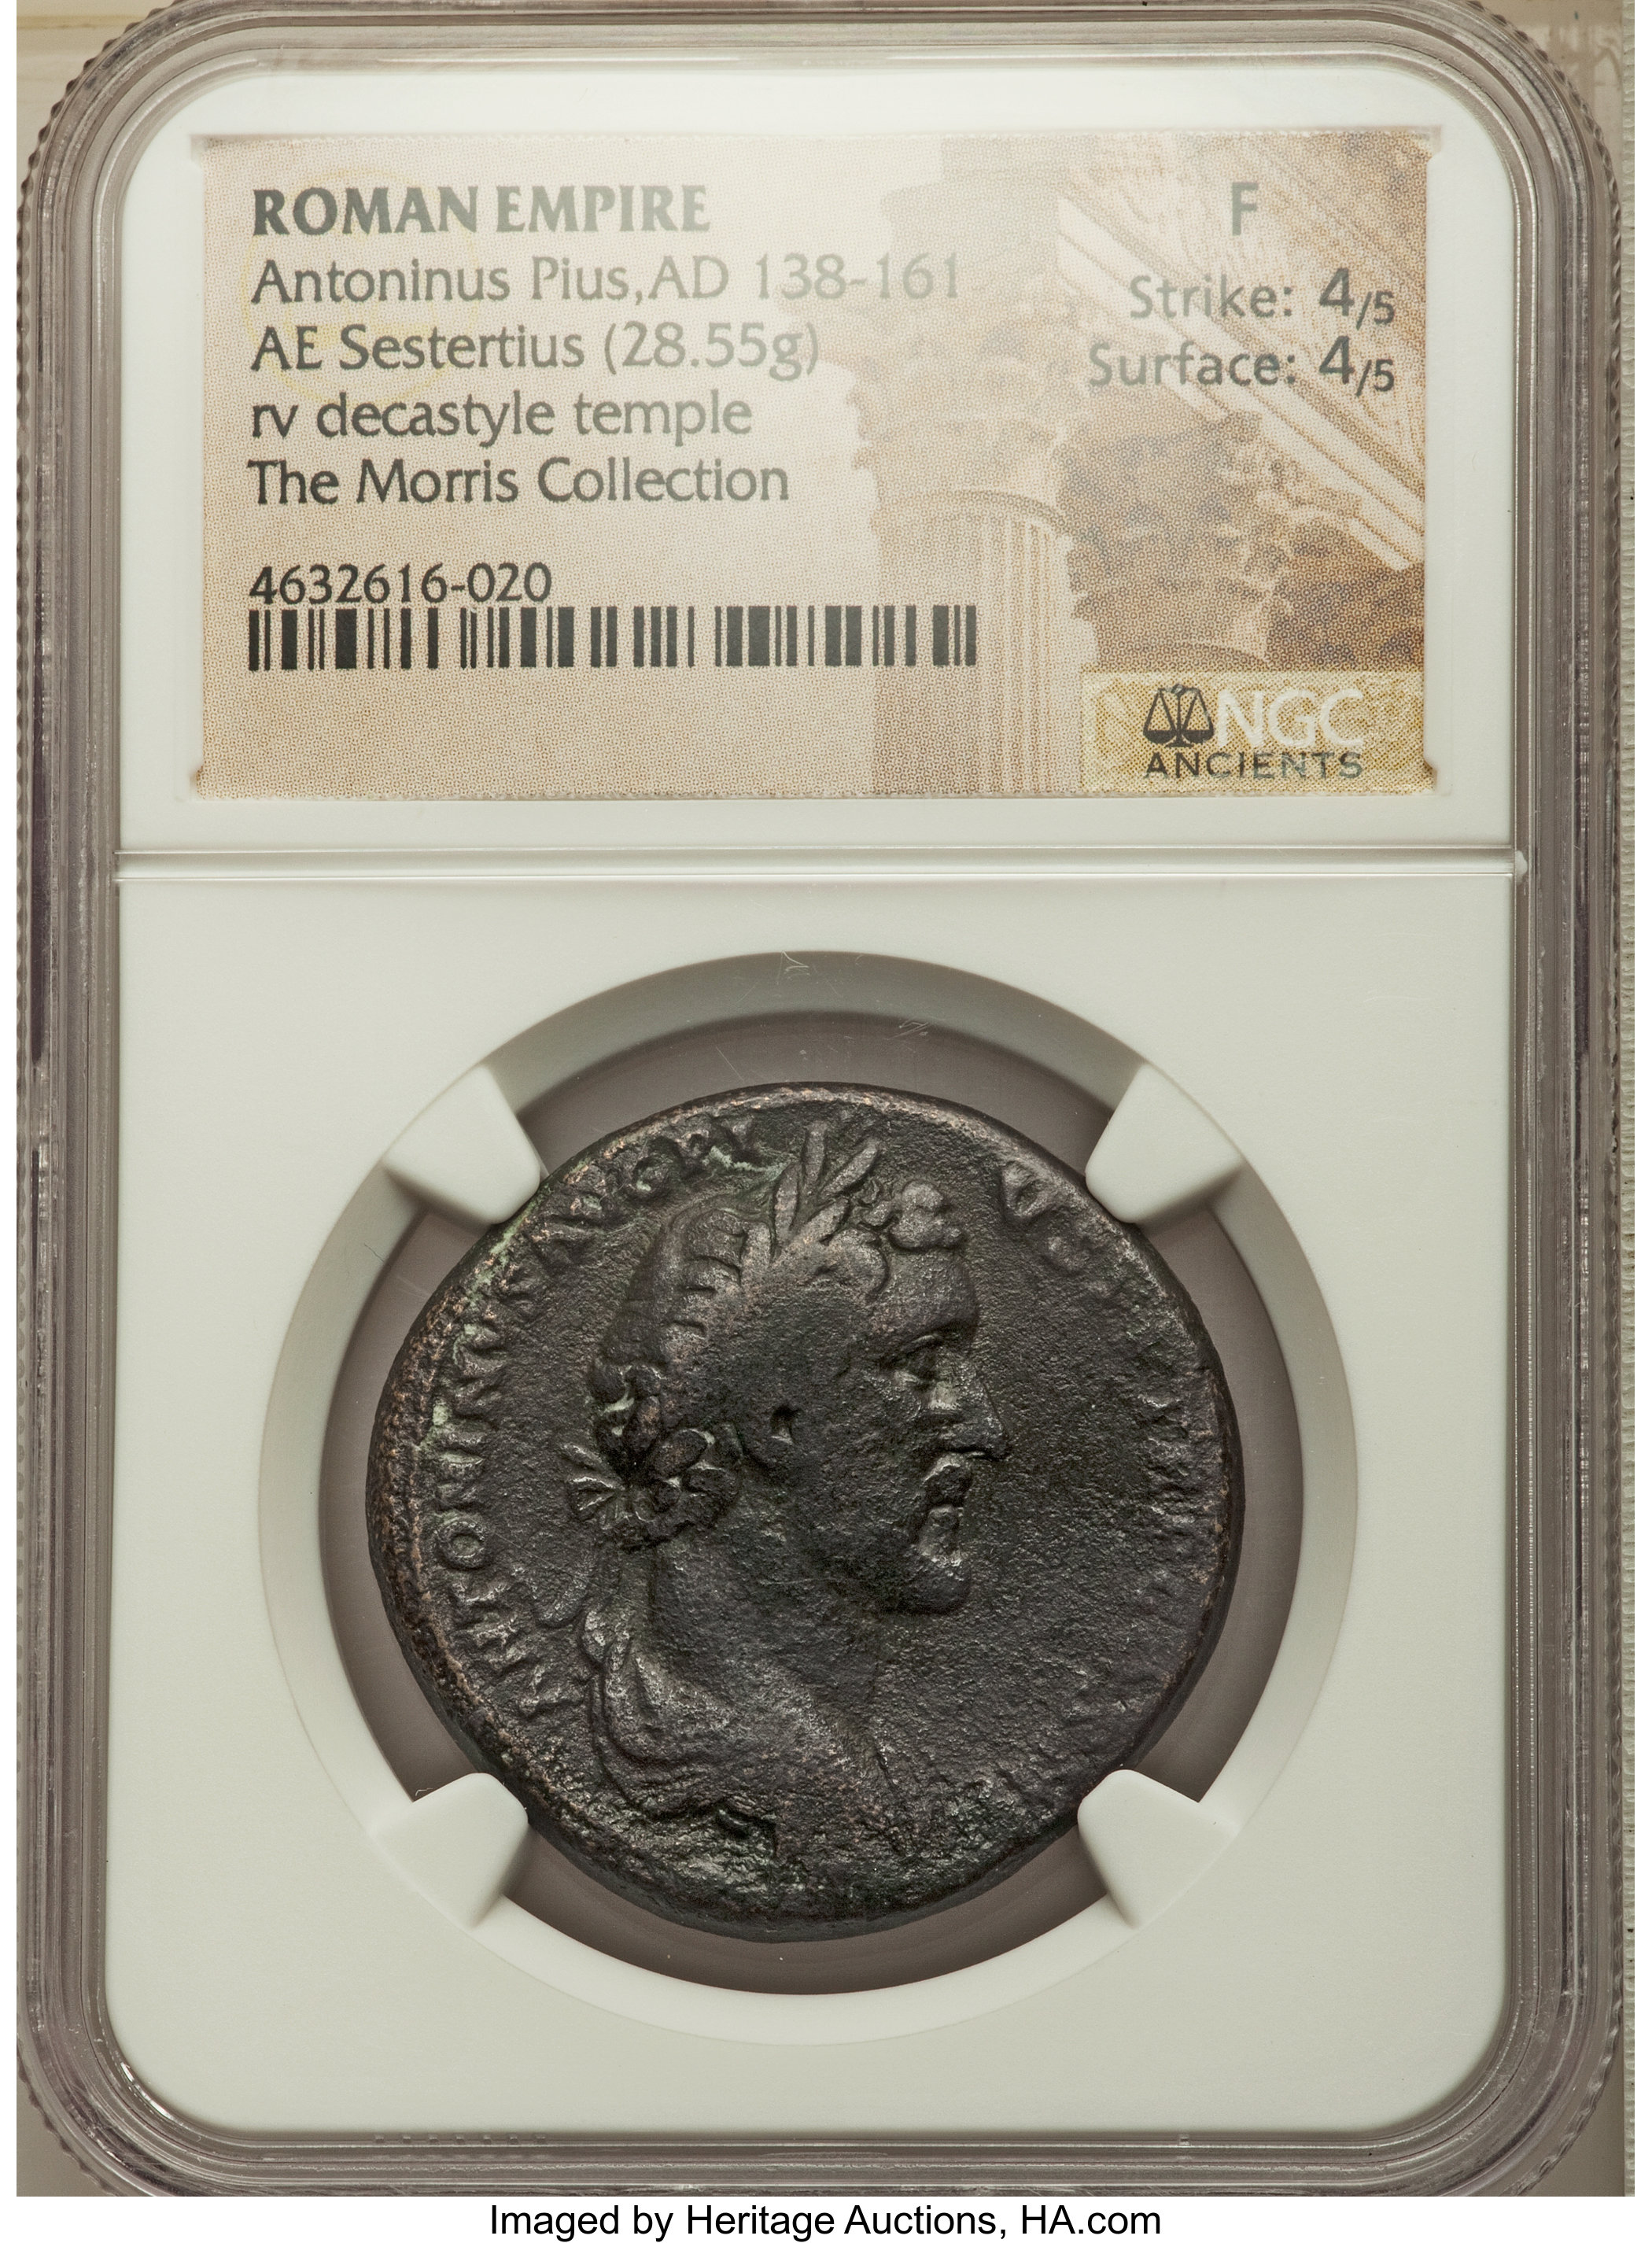 ROMAN EMPIRE
Antoninus Pius, AD 138-161
AE Sestertius (28.55g)
rv decastyle temple
The Morris Collection
4632616-020
F
Strike: 4/5
Surface: 4/5
NGC
ANCIENTS
Imaged by Heritage Auctions, HA.com